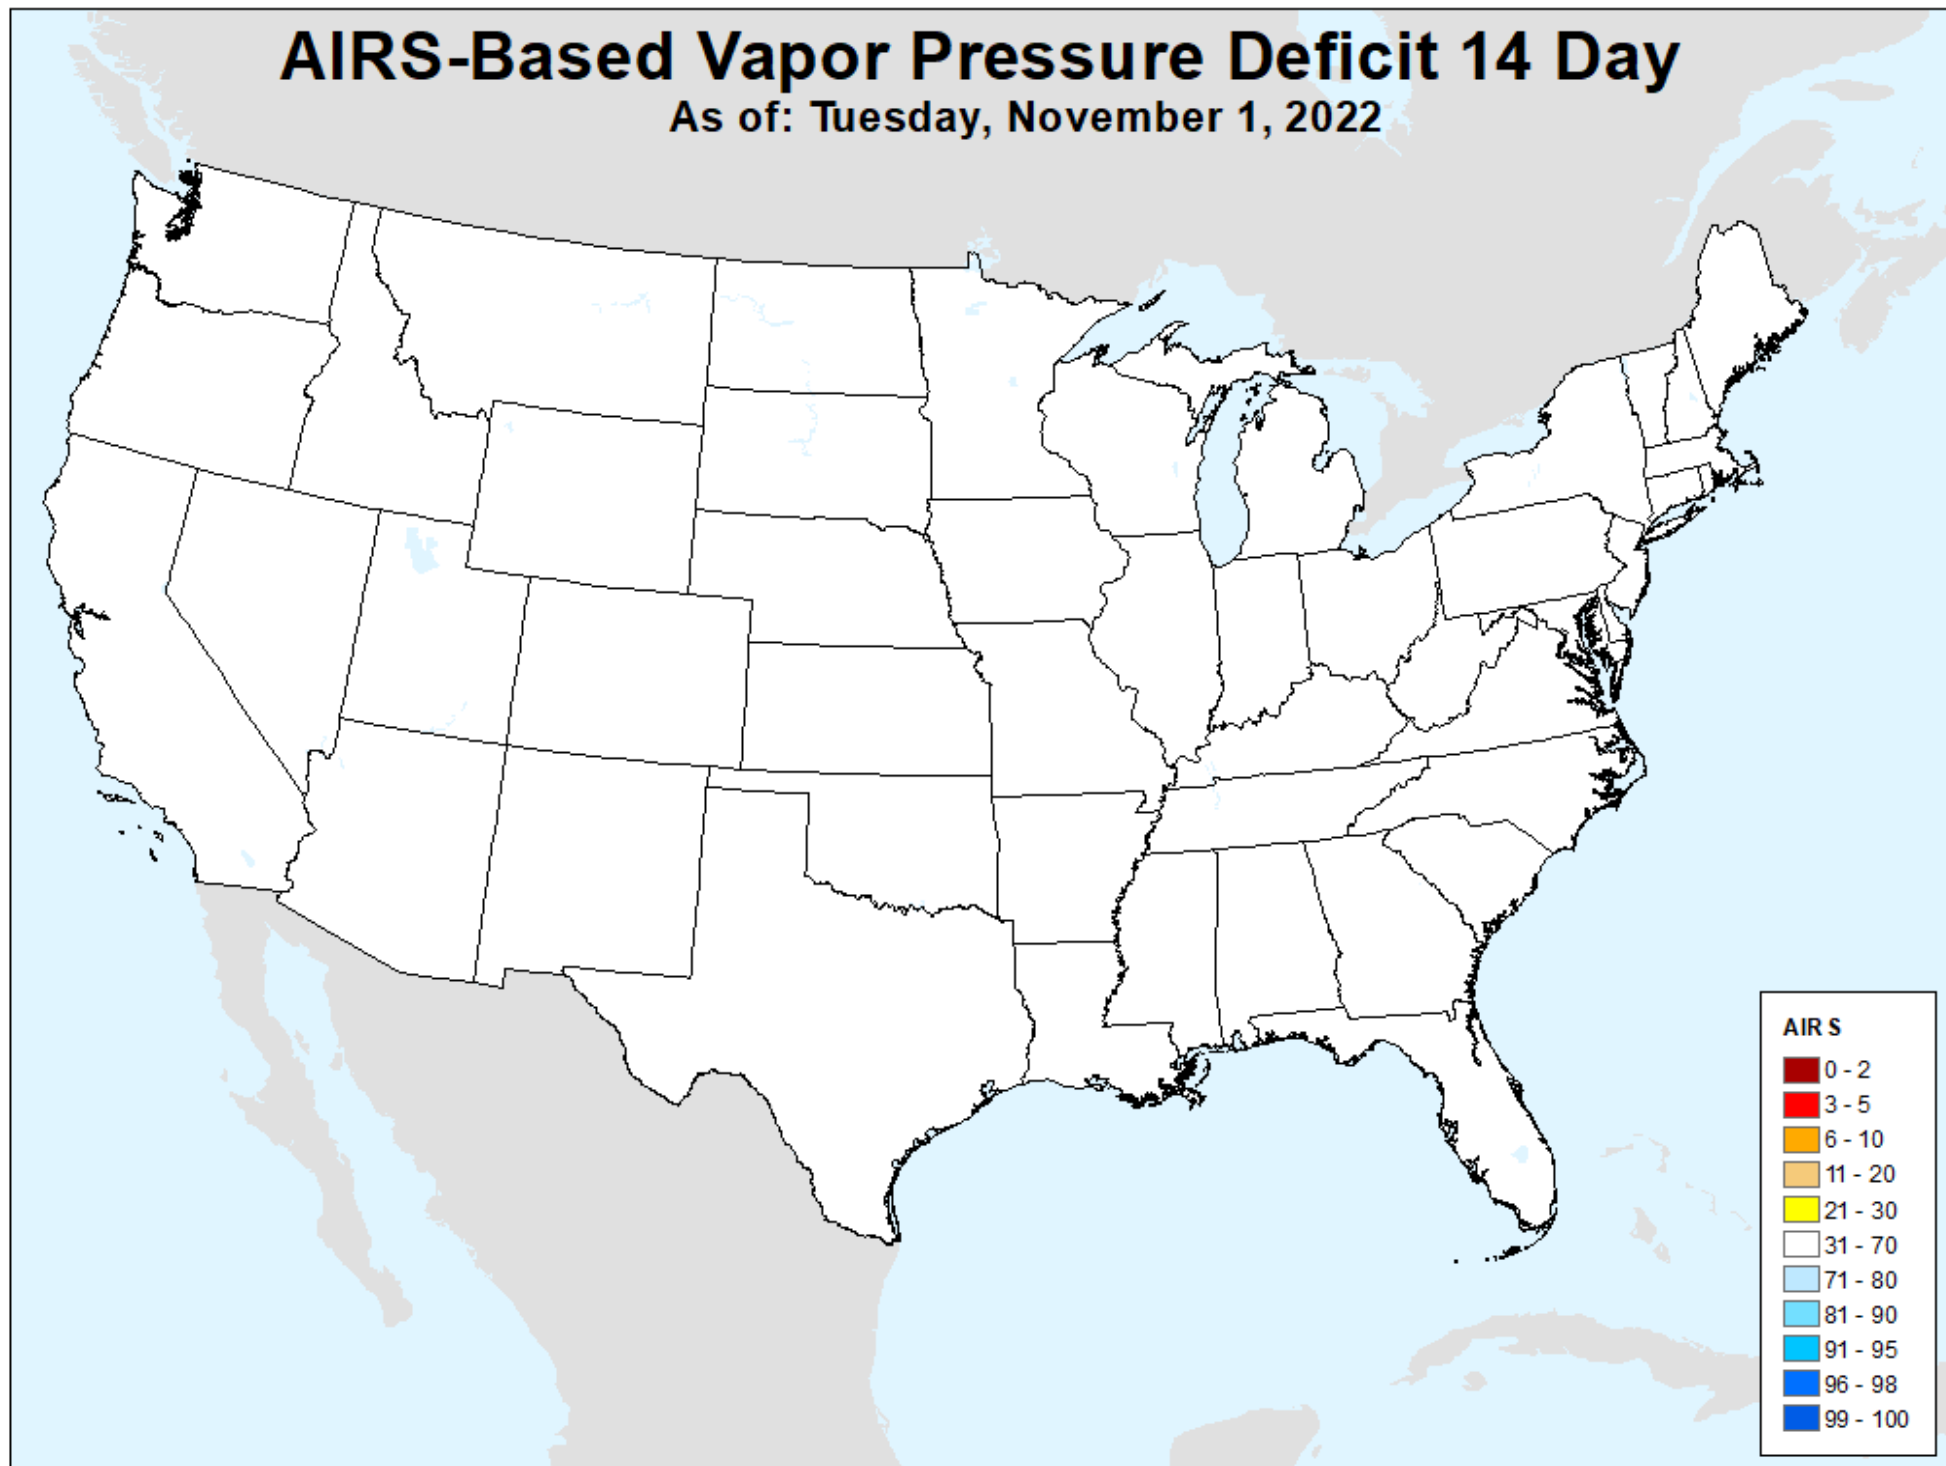 AIRS-Based Vapor Pressure Deficit 14 Day
As of: Tuesday, November 1, 2022
AIRS
0 - 2
3 - 5
6 - 10
11 - 20
21 - 30
31 - 70
71 - 80
81 - 90
91 - 95
96 - 98
99 - 100